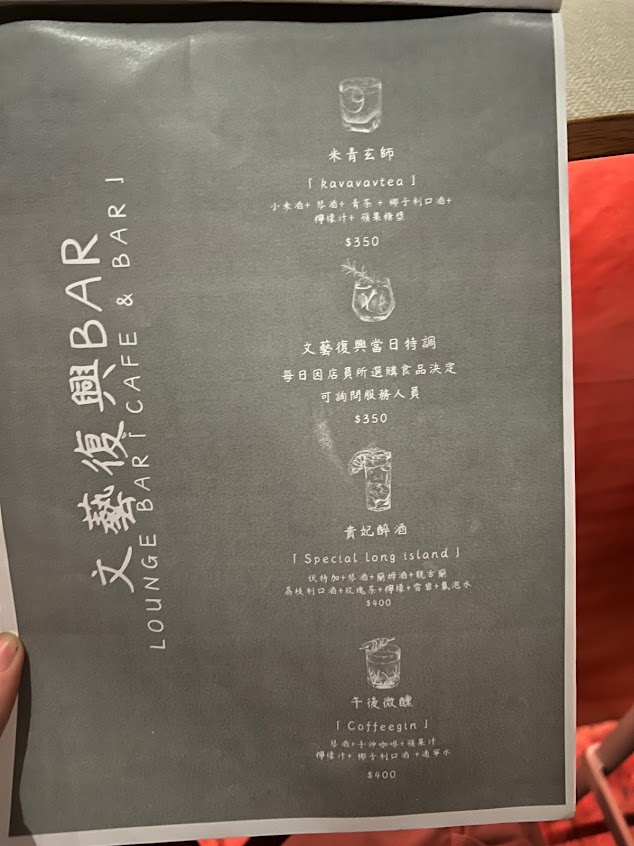 文藝復興BAR
LOUNGE BAR「CAFE & BAR」
米青玄師
「kavavavtea」
小米酒+ 琴酒+ 青茶 + 椰子利口酒+
檸檬汁+ 蘋果糖漿
$350
文藝復興當日特調
每日因店員所選購食品決定
可詢問服務人員
$350
貴妃醉酒
「Special long island」
伏特加+琴酒+蘭姆酒+龍舌蘭
荔枝利口酒+玫瑰茶+檸檬+雪碧+氣泡水
$400
午後微醺
「Coffeegin」
琴酒+手沖咖啡+蘋果汁
檸檬汁+ 椰子利口酒 +通寧水
$400